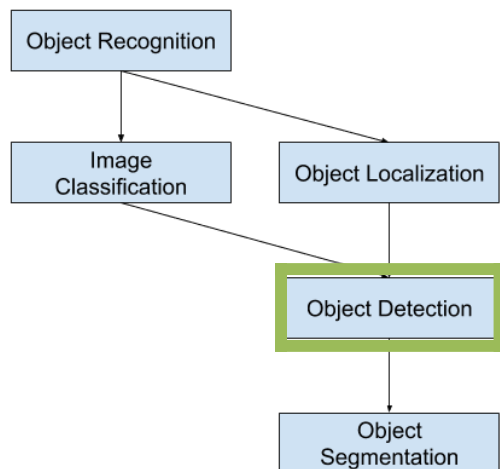 Object Recognition
Image
Classification
Object Localization
Object Detection
Object
Segmentation